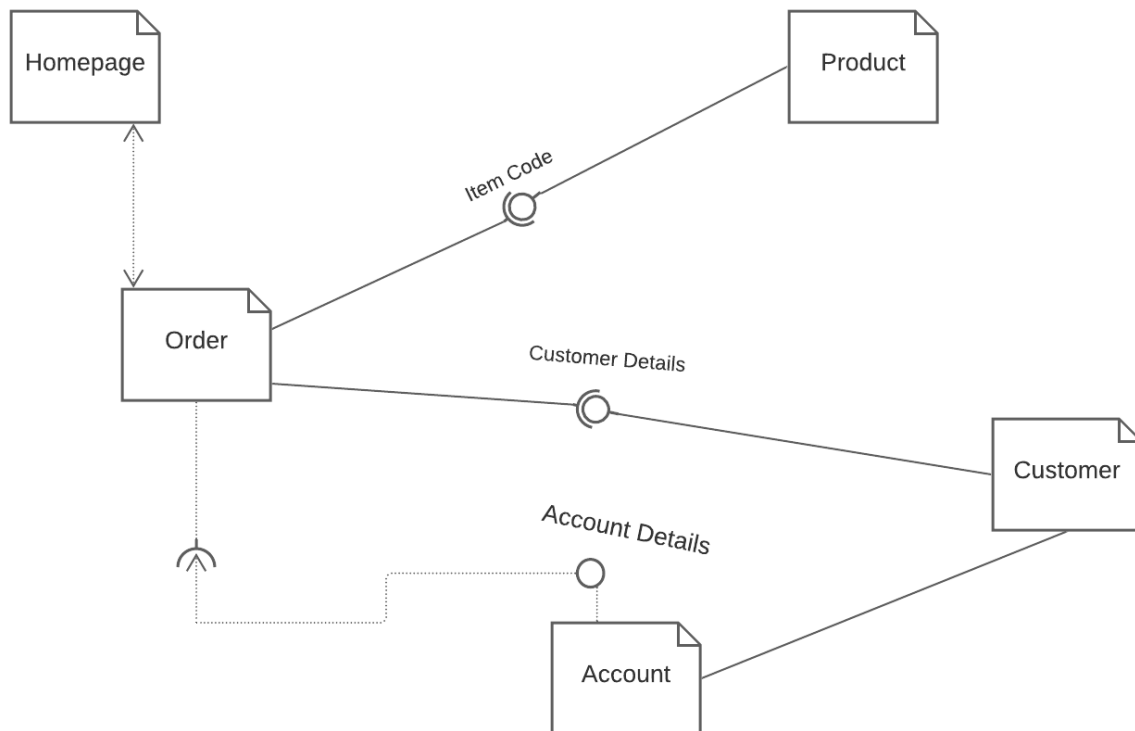 Homepage
Product
Item Code
Order
Customer Details
Customer
Account Details
Account